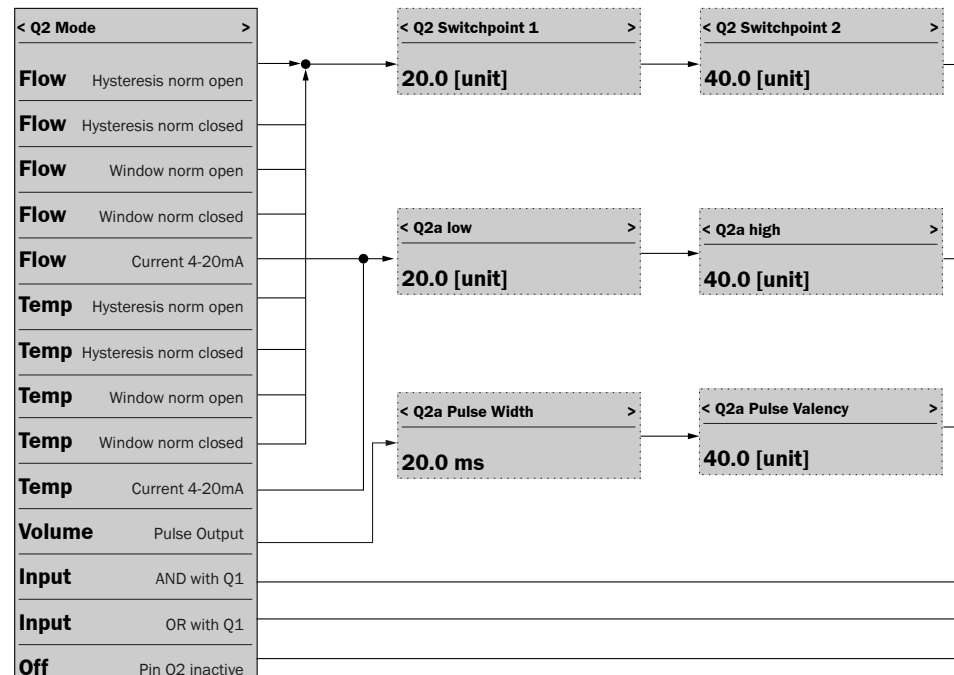 < Q2 Mode >
Flow Hysteresis norm open
Flow Hysteresis norm closed
Flow Window norm open
Flow Window norm closed
Flow Current 4-20mA
Temp Hysteresis norm open
Temp Hysteresis norm closed
Temp Window norm open
Temp Window norm closed
Temp Current 4-20mA
Volume Pulse Output
Input AND with Q1
Input OR with Q1
Off Pin Q2 inactive
< Q2 Switchpoint 1 >
20.0 [unit]
< Q2 Switchpoint 2 >
40.0 [unit]
< Q2a low >
20.0 [unit]
< Q2a high >
40.0 [unit]
< Q2a Pulse Width >
20.0 ms
< Q2a Pulse Valency >
40.0 [unit]